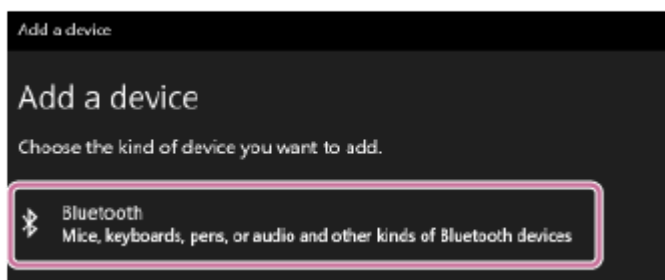 Add a device
Add a device
Choose the kind of device you want to add.
Bluetooth
Mice, keyboards, pens, or audio and other kinds of Bluetooth devices